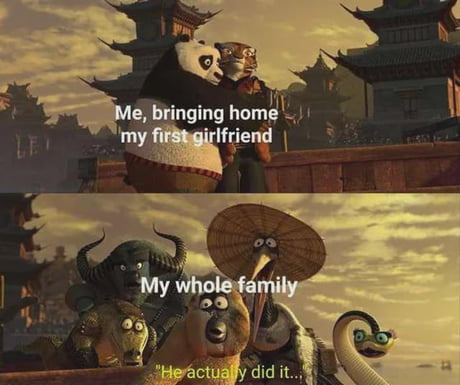 Me, bringing home
my first girlfriend
My whole family
"He actually did it..."